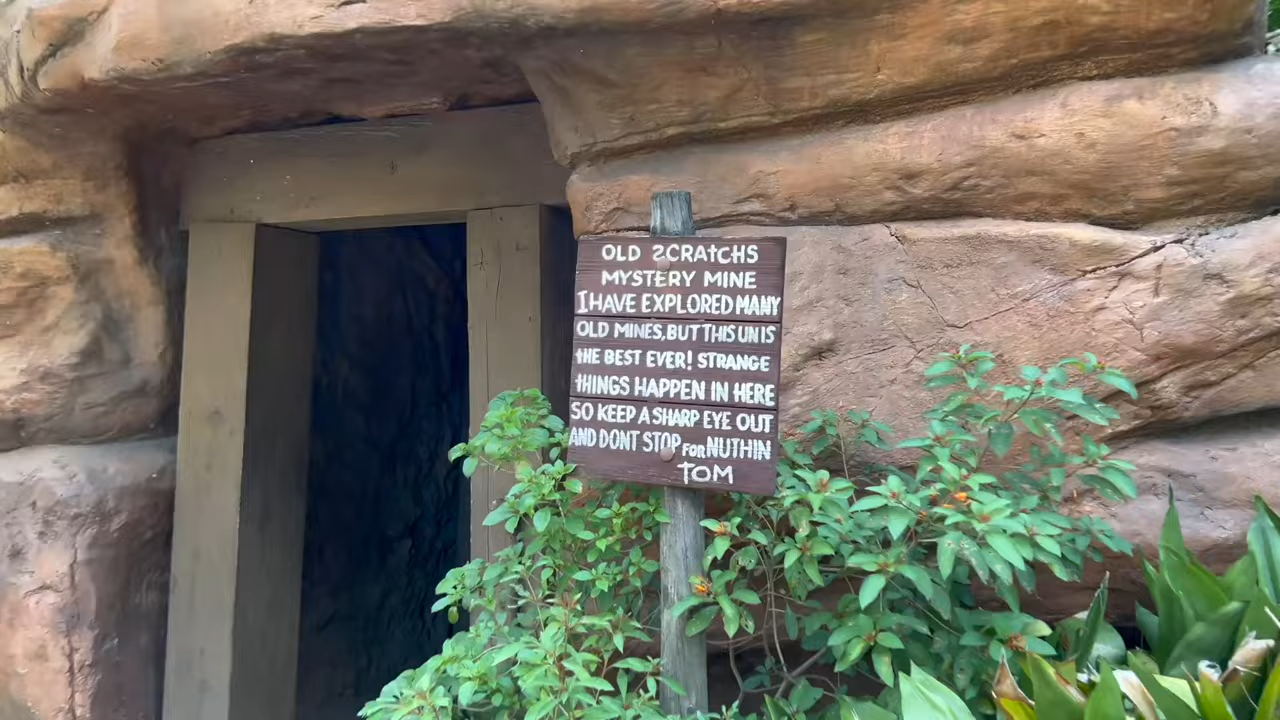 OLD SCRAtCHS
MYSTERY MINE
I HAVE EXPLORED MANY
OLD MINES, BUT THIS UN IS
tHE BEST EVER! STRANGE
tHINGS HAPPEN IN HERE
SO KEEP A SHARP EYE OUT
AND DONT STOP FOR NUTHIN
TOM